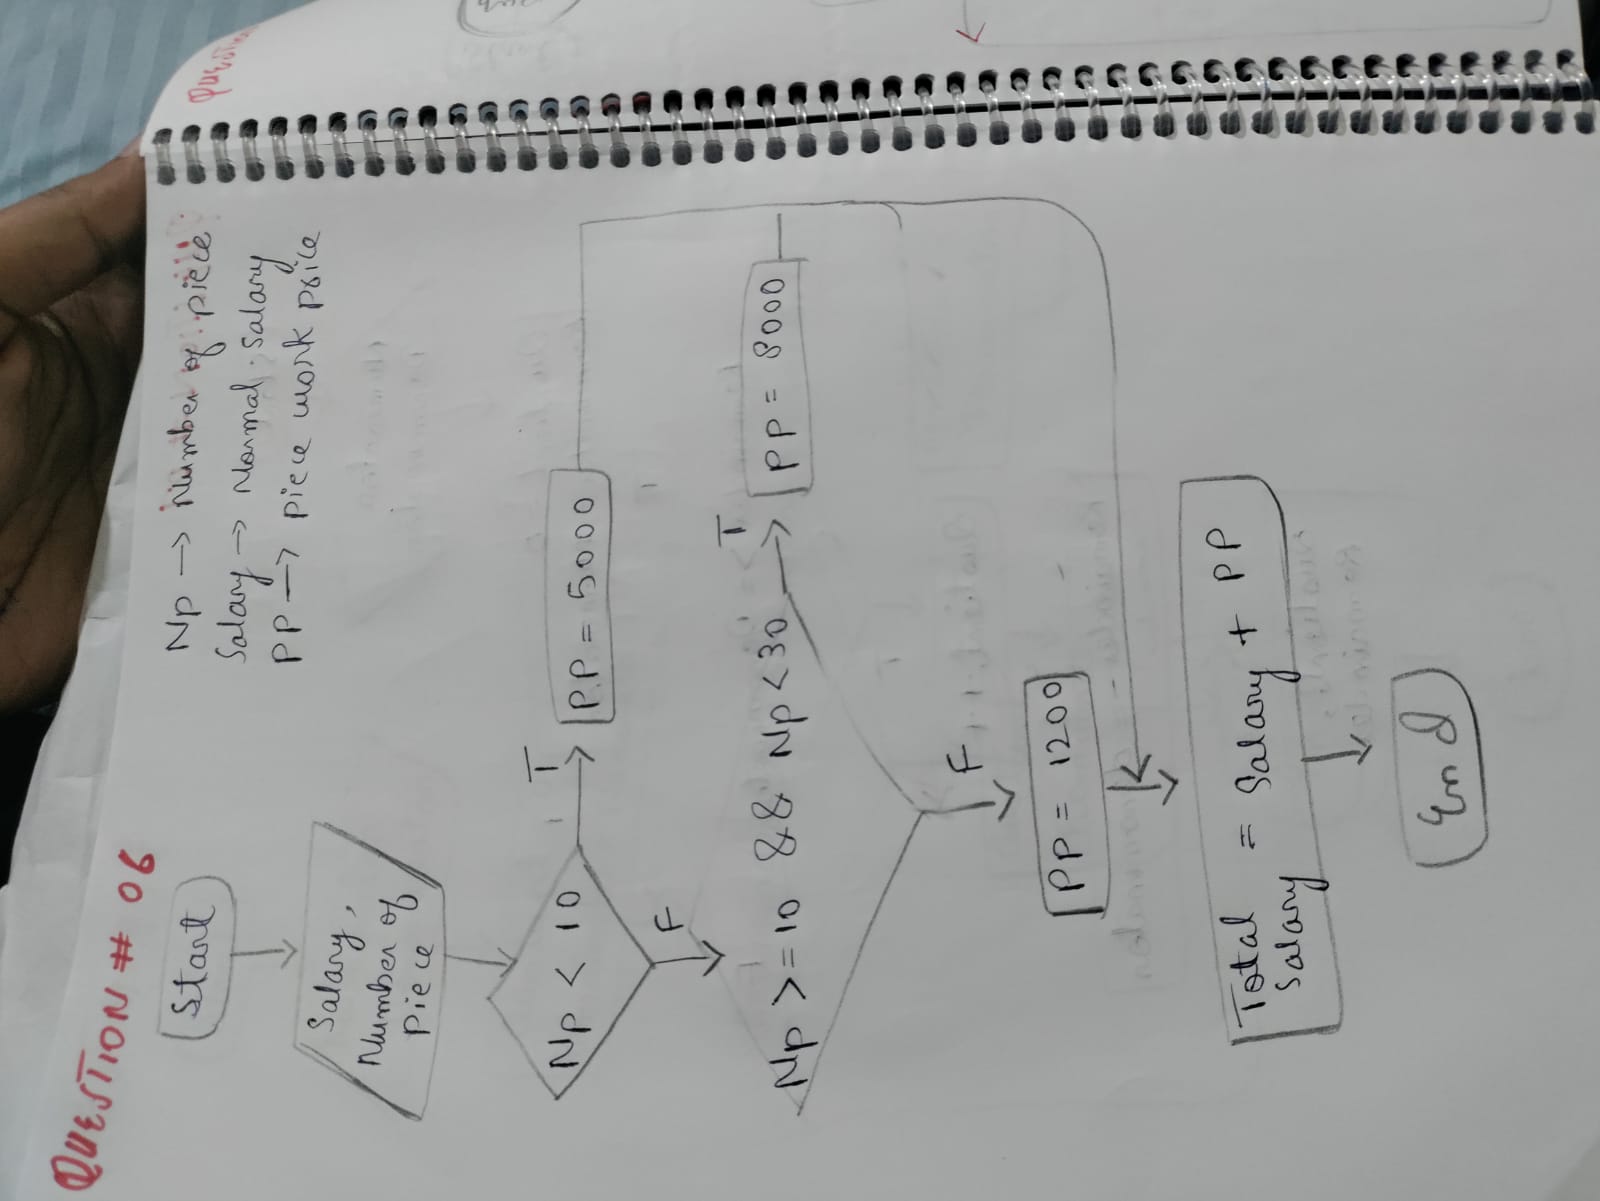 QUESTION # 06
Np → Number of piece
Salary → Normal Salary
PP → piece work price
Start
Salary,
Number of
piece
Np < 10
T
P.P = 5000
F
Np >= 10 && Np < 30
T
PP = 8000
F
PP = 1200
Total = Salary + PP
Salary
End